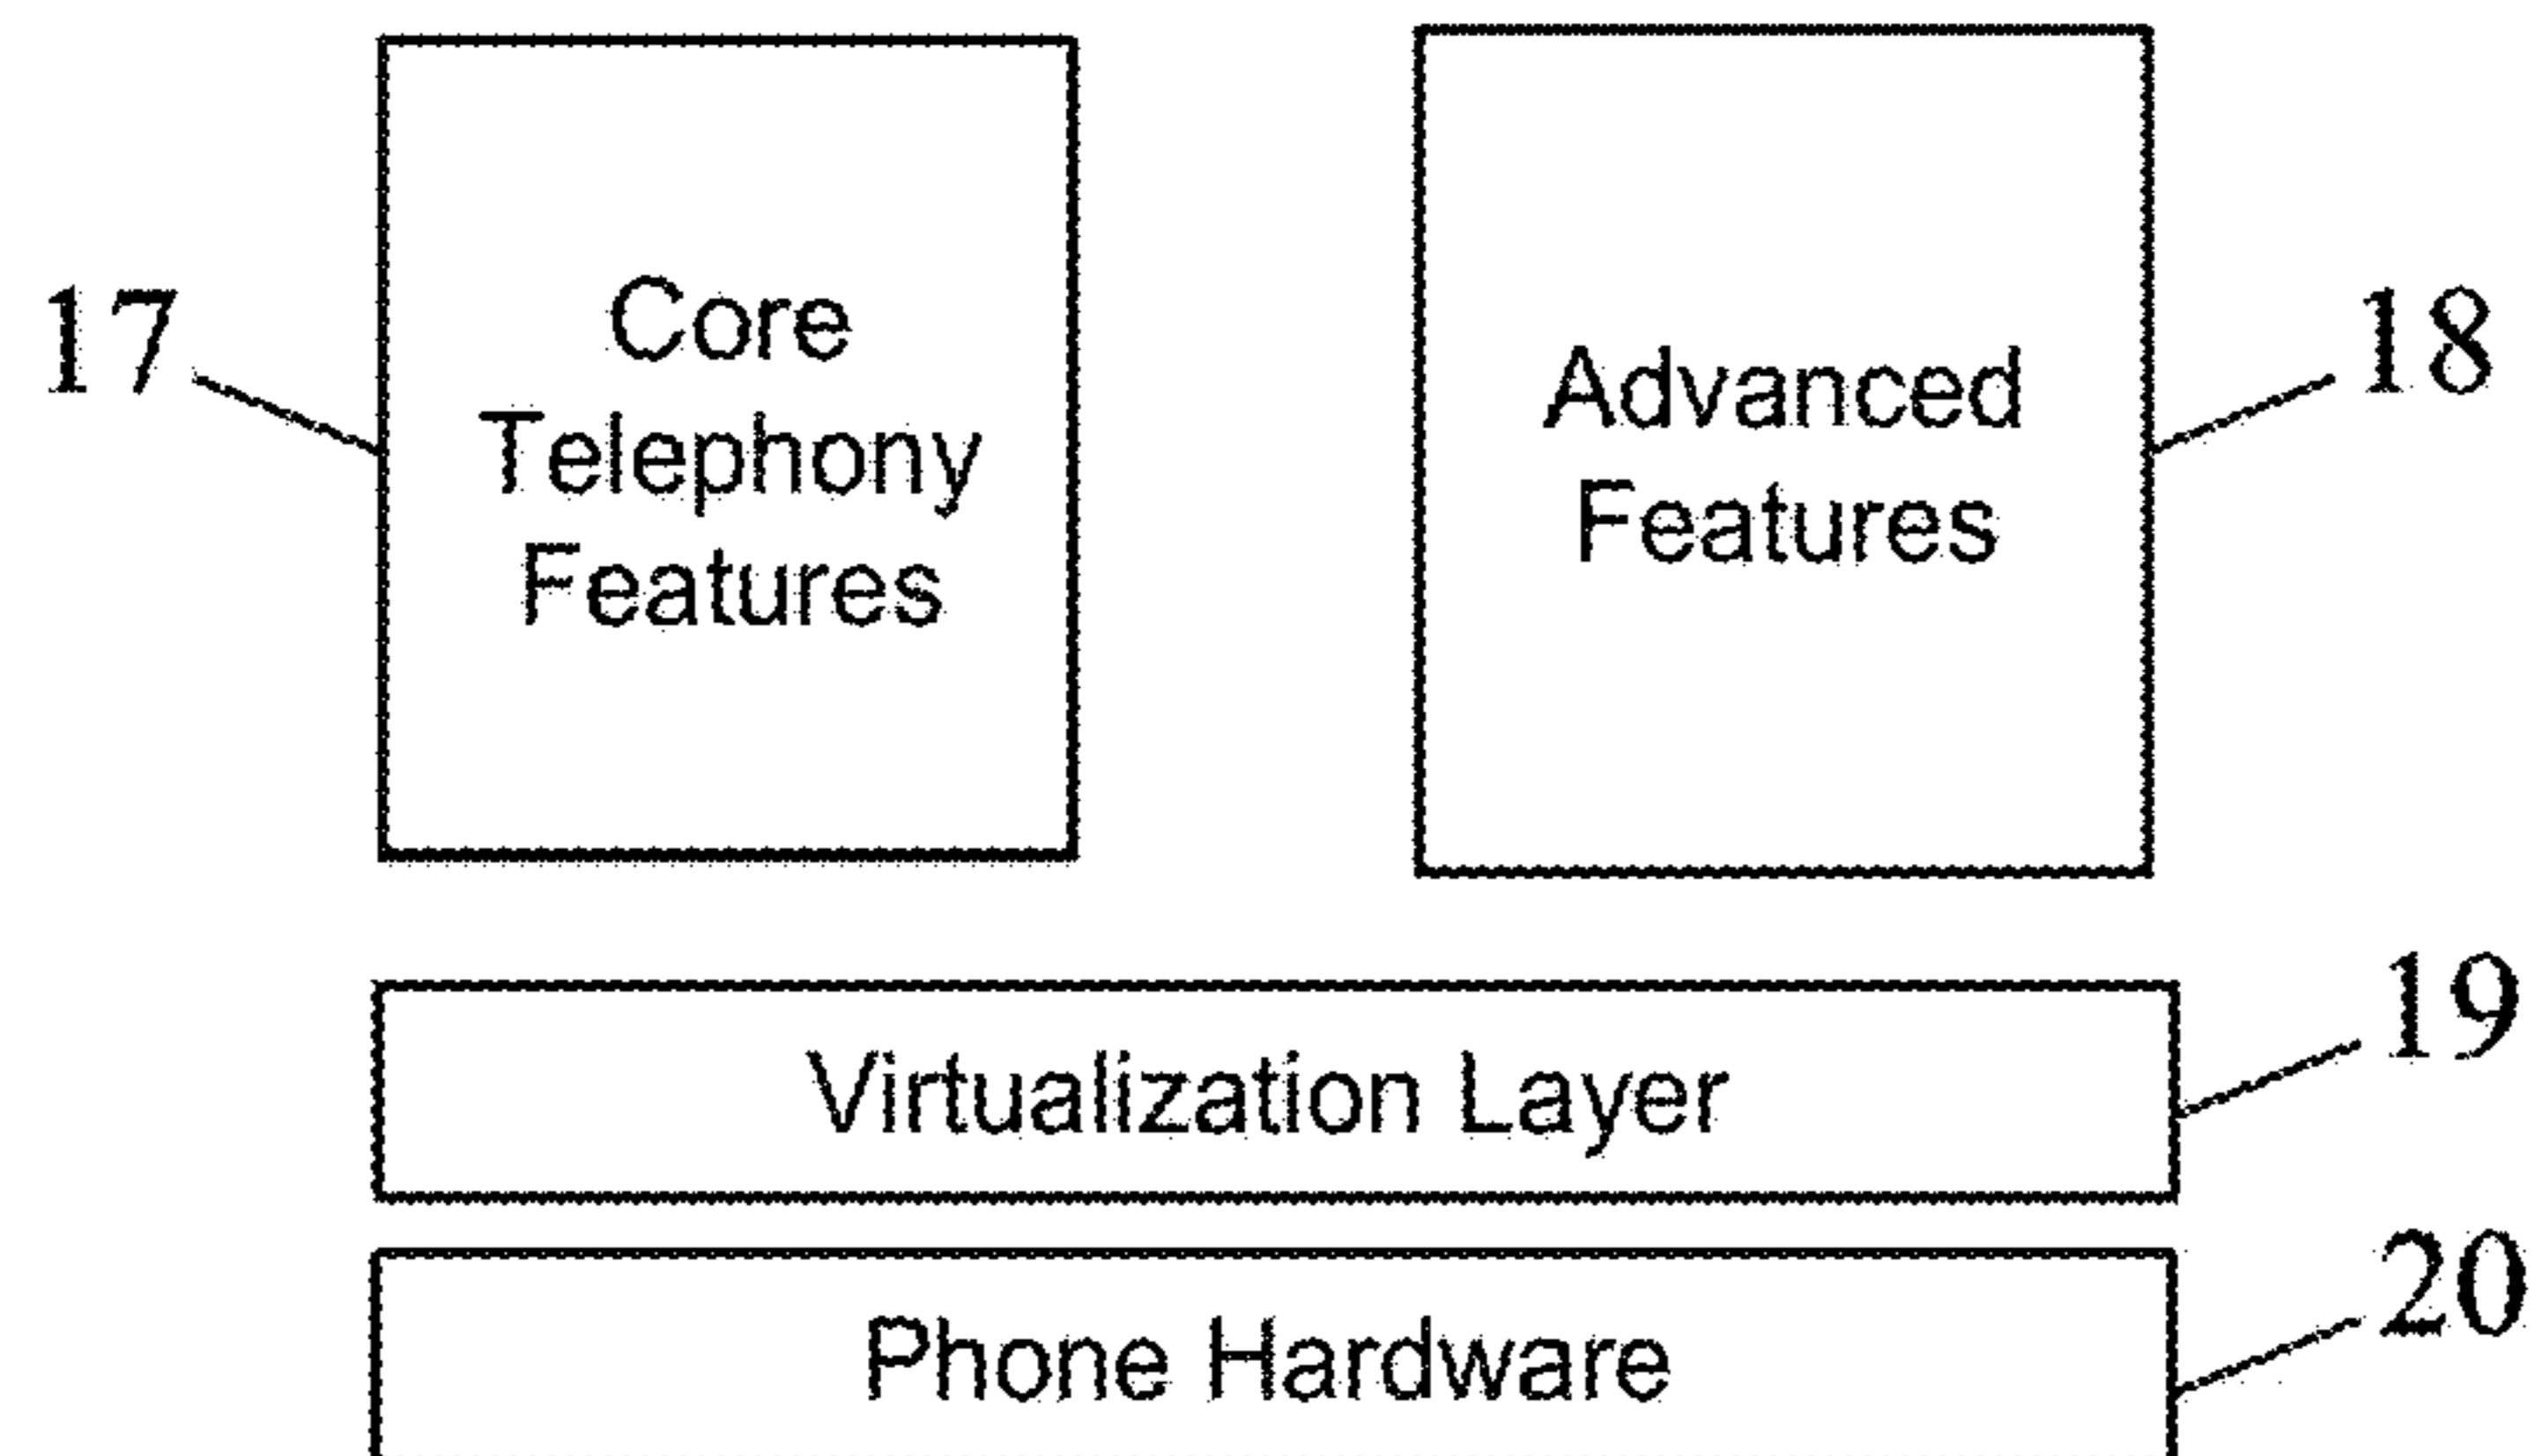 Core
Telephony
Features
17
Advanced
Features
18
Virtualization Layer
19
Phone Hardware
20